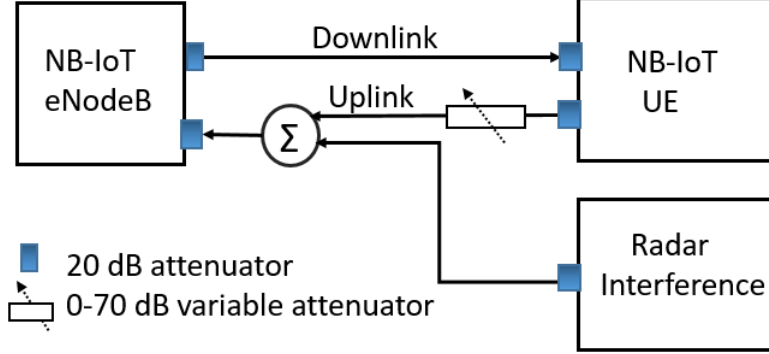 NB-IoT
eNodeB
Downlink
Uplink
Σ
NB-IoT
UE
Radar
Interference
20 dB attenuator
0-70 dB variable attenuator